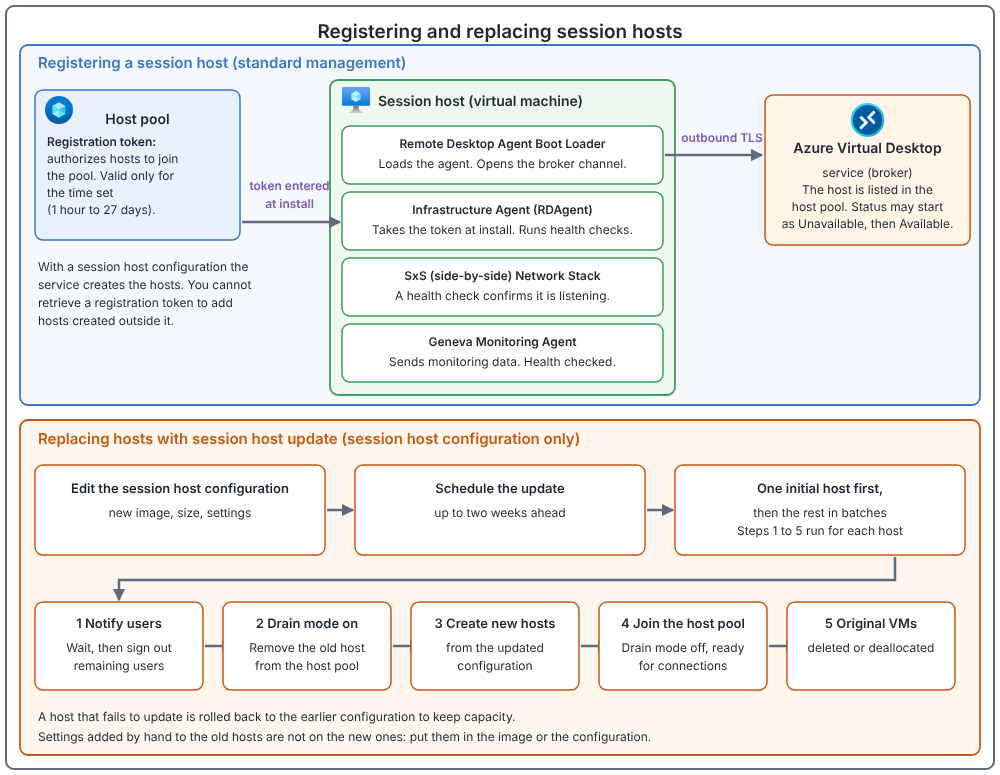 Registering and replacing session hosts
Registering a session host (standard management)
Host pool
Registration token:
authorizes hosts to join
the pool. Valid only for
the time set
(1 hour to 27 days).
token entered
at install
With a session host configuration the
service creates the hosts. You cannot
retrieve a registration token to add
hosts created outside it.
Session host (virtual machine)
Remote Desktop Agent Boot Loader
Loads the agent. Opens the broker channel.
Infrastructure Agent (RDAgent)
Takes the token at install. Runs health checks.
SxS (side-by-side) Network Stack
A health check confirms it is listening.
Geneva Monitoring Agent
Sends monitoring data. Health checked.
outbound TLS
Azure Virtual Desktop
service (broker)
The host is listed in the
host pool. Status may start
as Unavailable, then Available.
Replacing hosts with session host update (session host configuration only)
Edit the session host configuration
new image, size, settings
Schedule the update
up to two weeks ahead
One initial host first,
then the rest in batches
Steps 1 to 5 run for each host
1 Notify users
Wait, then sign out
remaining users
2 Drain mode on
Remove the old host
from the host pool
3 Create new hosts
from the updated
configuration
4 Join the host pool
Drain mode off, ready
for connections
5 Original VMs
deleted or deallocated
A host that fails to update is rolled back to the earlier configuration to keep capacity.
Settings added by hand to the old hosts are not on the new ones: put them in the image or the configuration.